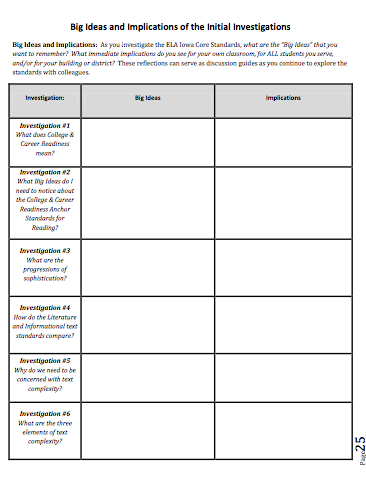 Big Ideas and Implications of the Initial Investigations
Big Ideas and Implications: As you investigate the ELA Iowa Core Standards, what are the "Big Ideas" that you
want to remember? What immediate implications do you see for your own classroom, for ALL students you serve,
and/or for your building or district? These reflections can serve as discussion guides as you continue to explore the
standards with colleagues.
Investigation:
Big Ideas
Implications
Investigation #1
What does College &
Career Readiness
mean?
Investigation #2
What Big Ideas do I
need to notice about
the College & Career
Readiness Anchor
Standards for
Reading?
Investigation #3
What are the
progressions of
sophistication?
Investigation #4
How do the Literature
and Informational text
standards compare?
Investigation #5
Why do we need to be
concerned with text
complexity?
Investigation #6
What are the three
elements of text
complexity?
Page25